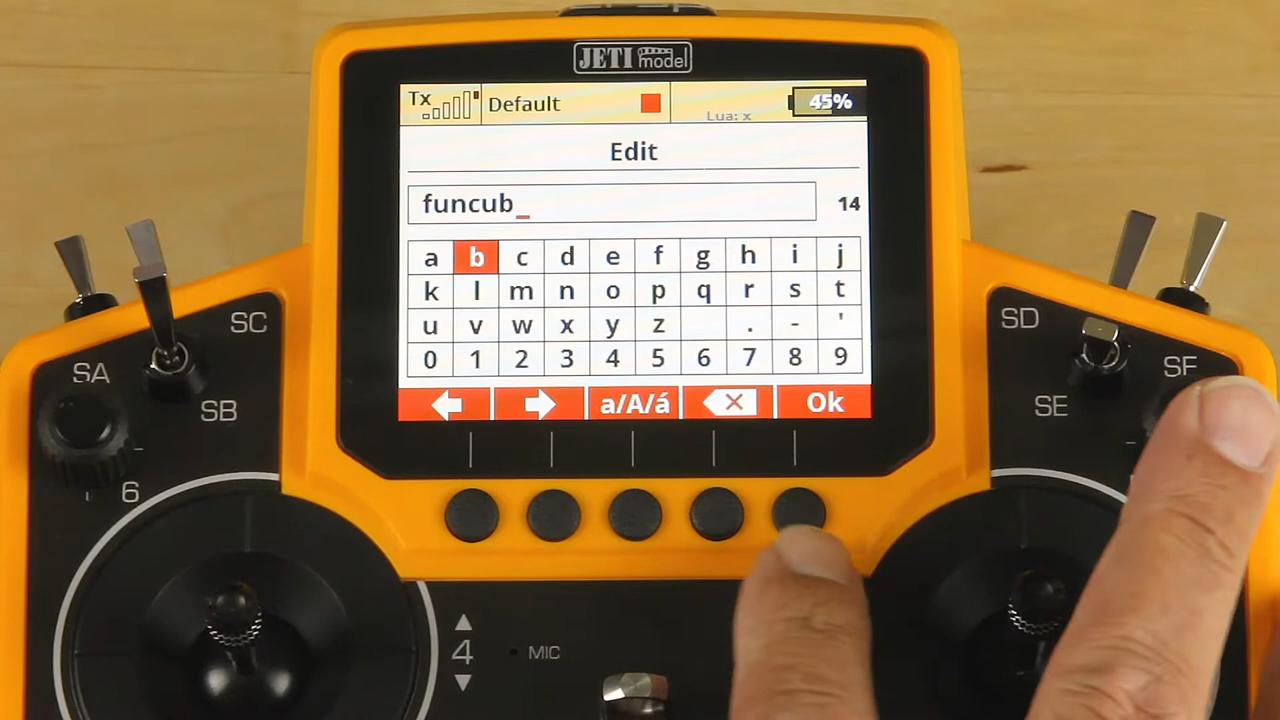 JETI model
Tx Default Lua: x 45%
Edit
funcub_ 14
a b c d e f g h i j
k l m n o p q r s t
u v w x y z . - '
0 1 2 3 4 5 6 7 8 9
a/A/á Ok
SA SB SC
SD SE SF
6
4
MIC